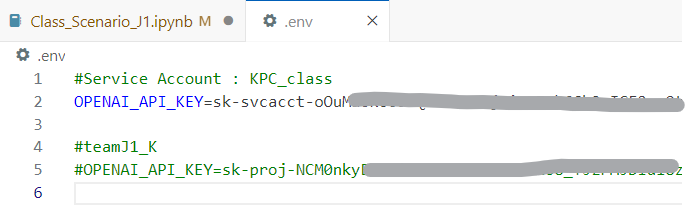 Class_Scenario_J1.ipynb M .env
.env
1 #Service Account : KPC_class
2 OPENAI_API_KEY=sk-svcacct-oOuM
3
4 #teamJ1_K
5 #OPENAI_API_KEY=sk-proj-NCM0nky
6